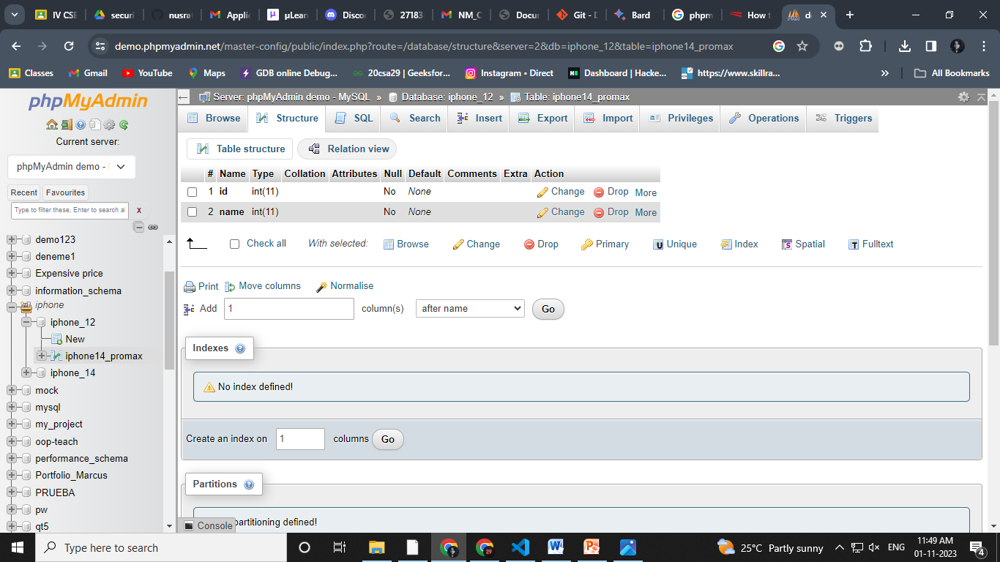 IV CSE
securi
nusrat
Applic
µLear
Disco
27183
NM_C
Docur
Git - D
Bard
phpm
How t
demo.phpmyadmin.net/master-config/public/index.php?route=/database/structure&server=2&db=iphone_12&table=iphone14_promax
Classes
Gmail
YouTube
Maps
GDB online Debug...
20csa29 | Geeksfor...
Instagram • Direct
Dashboard | Hacke...
https://www.skillra...
»
All Bookmarks
phpMyAdmin
Current server:
phpMyAdmin demo -
Recent
Favourites
Type to filter these, Enter to search al
x
demo123
deneme1
Expensive price
information_schema
iphone
iphone_12
New
iphone14_promax
iphone_14
mock
mysql
my_project
oop-teach
performance_schema
Portfolio_Marcus
PRUEBA
pw
qt5
Server: phpMyAdmin demo - MySQL » Database: iphone_12 » Table: iphone14_promax
Browse
Structure
SQL
Search
Insert
Export
Import
Privileges
Operations
Triggers
Table structure
Relation view
# Name Type Collation Attributes Null Default Comments Extra Action
1 id int(11) No None Change Drop More
2 name int(11) No None Change Drop More
Check all With selected: Browse Change Drop Primary Unique Index Spatial Fulltext
Print Move columns Normalise
Add 1 column(s) after name Go
Indexes
No index defined!
Create an index on 1 columns Go
Partitions
partitioning defined!
Console
Type here to search
29
25°C Partly sunny
ENG
11:49 AM
01-11-2023
4